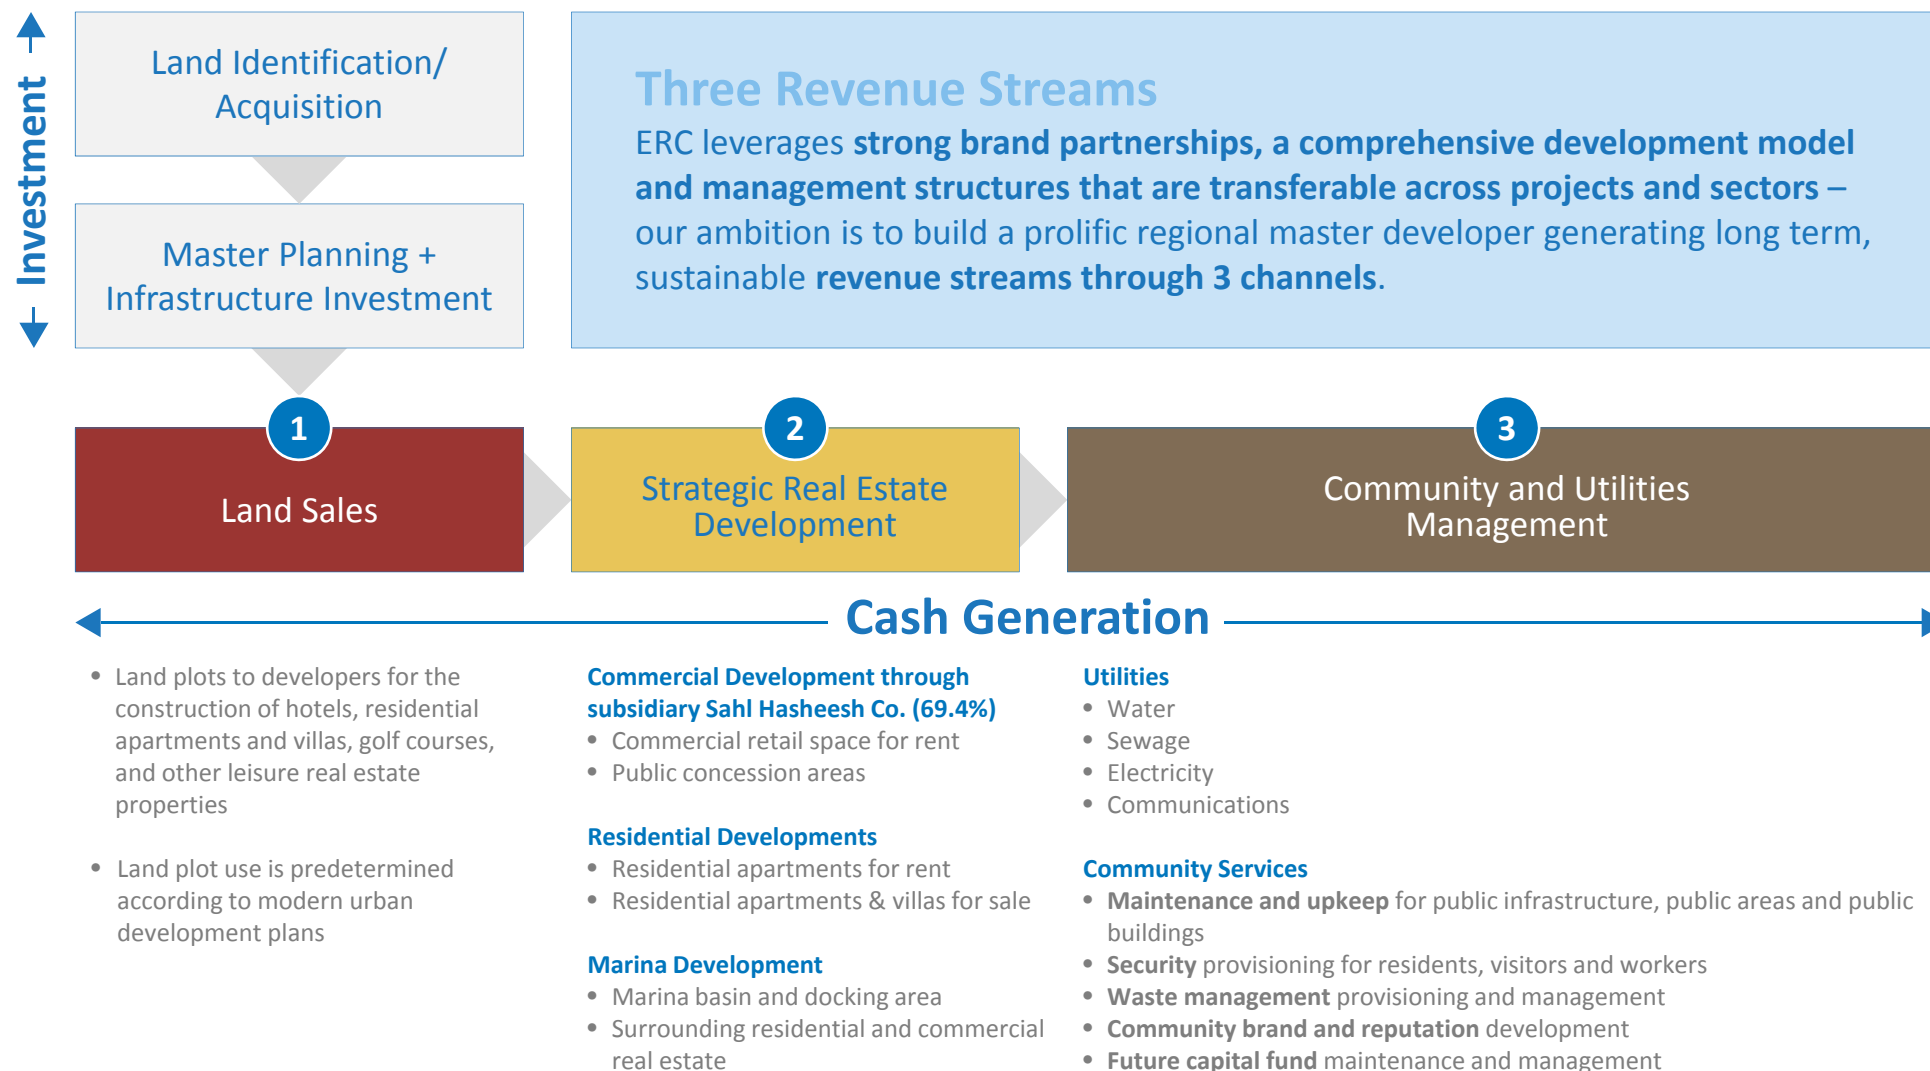 Investment
Land Identification/
Acquisition
Master Planning +
Infrastructure Investment
Three Revenue Streams
ERC leverages strong brand partnerships, a comprehensive development model
and management structures that are transferable across projects and sectors –
our ambition is to build a prolific regional master developer generating long term,
sustainable revenue streams through 3 channels.
1
Land Sales
2
Strategic Real Estate
Development
3
Community and Utilities
Management
Cash Generation
• Land plots to developers for the
construction of hotels, residential
apartments and villas, golf courses,
and other leisure real estate
properties
• Land plot use is predetermined
according to modern urban
development plans
Commercial Development through
subsidiary Sahl Hasheesh Co. (69.4%)
• Commercial retail space for rent
• Public concession areas
Residential Developments
• Residential apartments for rent
• Residential apartments & villas for sale
Marina Development
• Marina basin and docking area
• Surrounding residential and commercial
real estate
Utilities
• Water
• Sewage
• Electricity
• Communications
Community Services
• Maintenance and upkeep for public infrastructure, public areas and public
buildings
• Security provisioning for residents, visitors and workers
• Waste management provisioning and management
• Community brand and reputation development
• Future capital fund maintenance and management